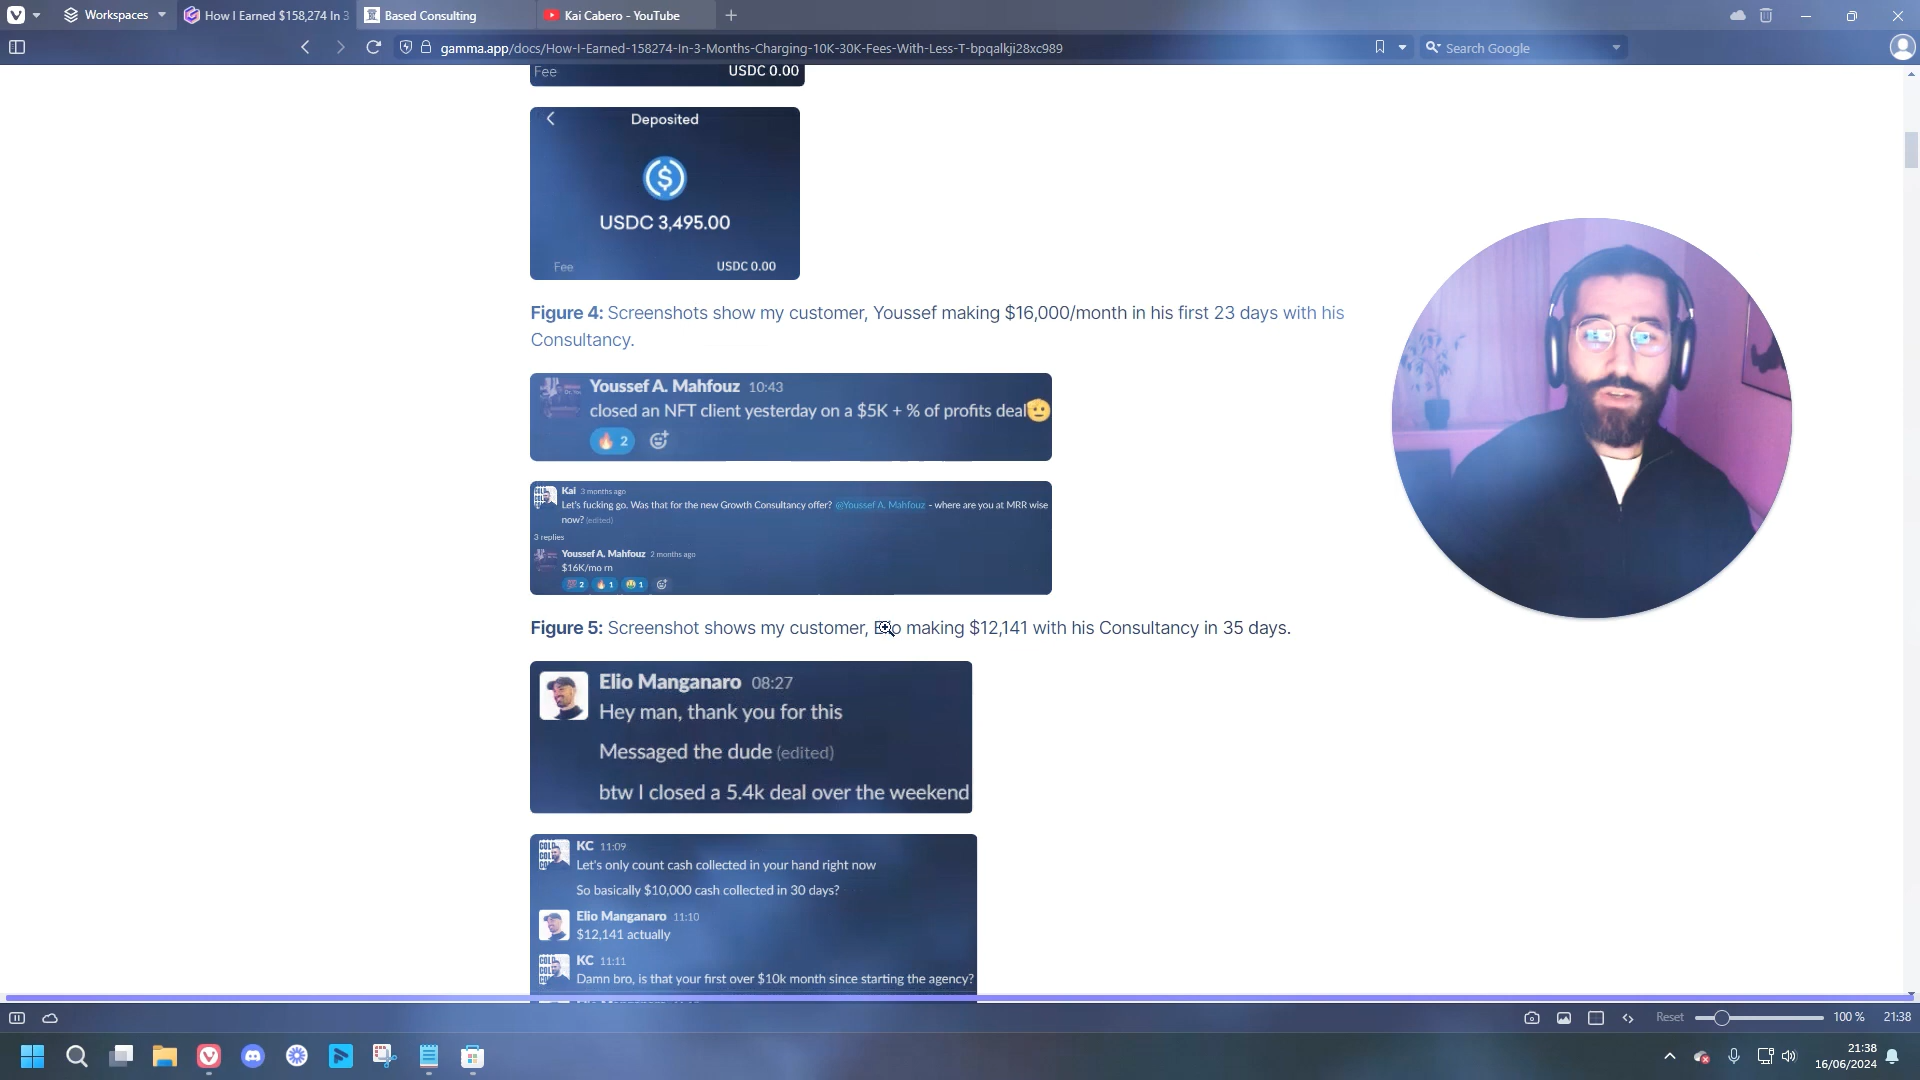 Workspaces
How I Earned $158,274 In 3
Based Consulting
Kai Cabero - YouTube
gamma.app/docs/How-I-Earned-158274-In-3-Months-Charging-10K-30K-Fees-With-Less-T-bpqalkji28xc989
Search Google
Fee USDC 0.00
Deposited
USDC 3,495.00
Fee USDC 0.00
Figure 4: Screenshots show my customer, Youssef making $16,000/month in his first 23 days with his
Consultancy.
Youssef A. Mahfouz 10:43
closed an NFT client yesterday on a $5K + % of profits deal
2
Kai 3 months ago
Let's fucking go. Was that for the new Growth Consultancy offer? @Youssef A. Mahfouz - where are you at MRR wise
now? (edited)
3 replies
Youssef A. Mahfouz 2 months ago
$16K/mo rn
2 1 1
Figure 5: Screenshot shows my customer, making $12,141 with his Consultancy in 35 days.
Elio Manganaro 08:27
Hey man, thank you for this
Messaged the dude (edited)
btw I closed a 5.4k deal over the weekend
KC 11:09
Let's only count cash collected in your hand right now
So basically $10,000 cash collected in 30 days?
Elio Manganaro 11:10
$12,141 actually
KC 11:11
Damn bro, is that your first over $10k month since starting the agency?
Reset 100 % 21:38
21:38
16/06/2024